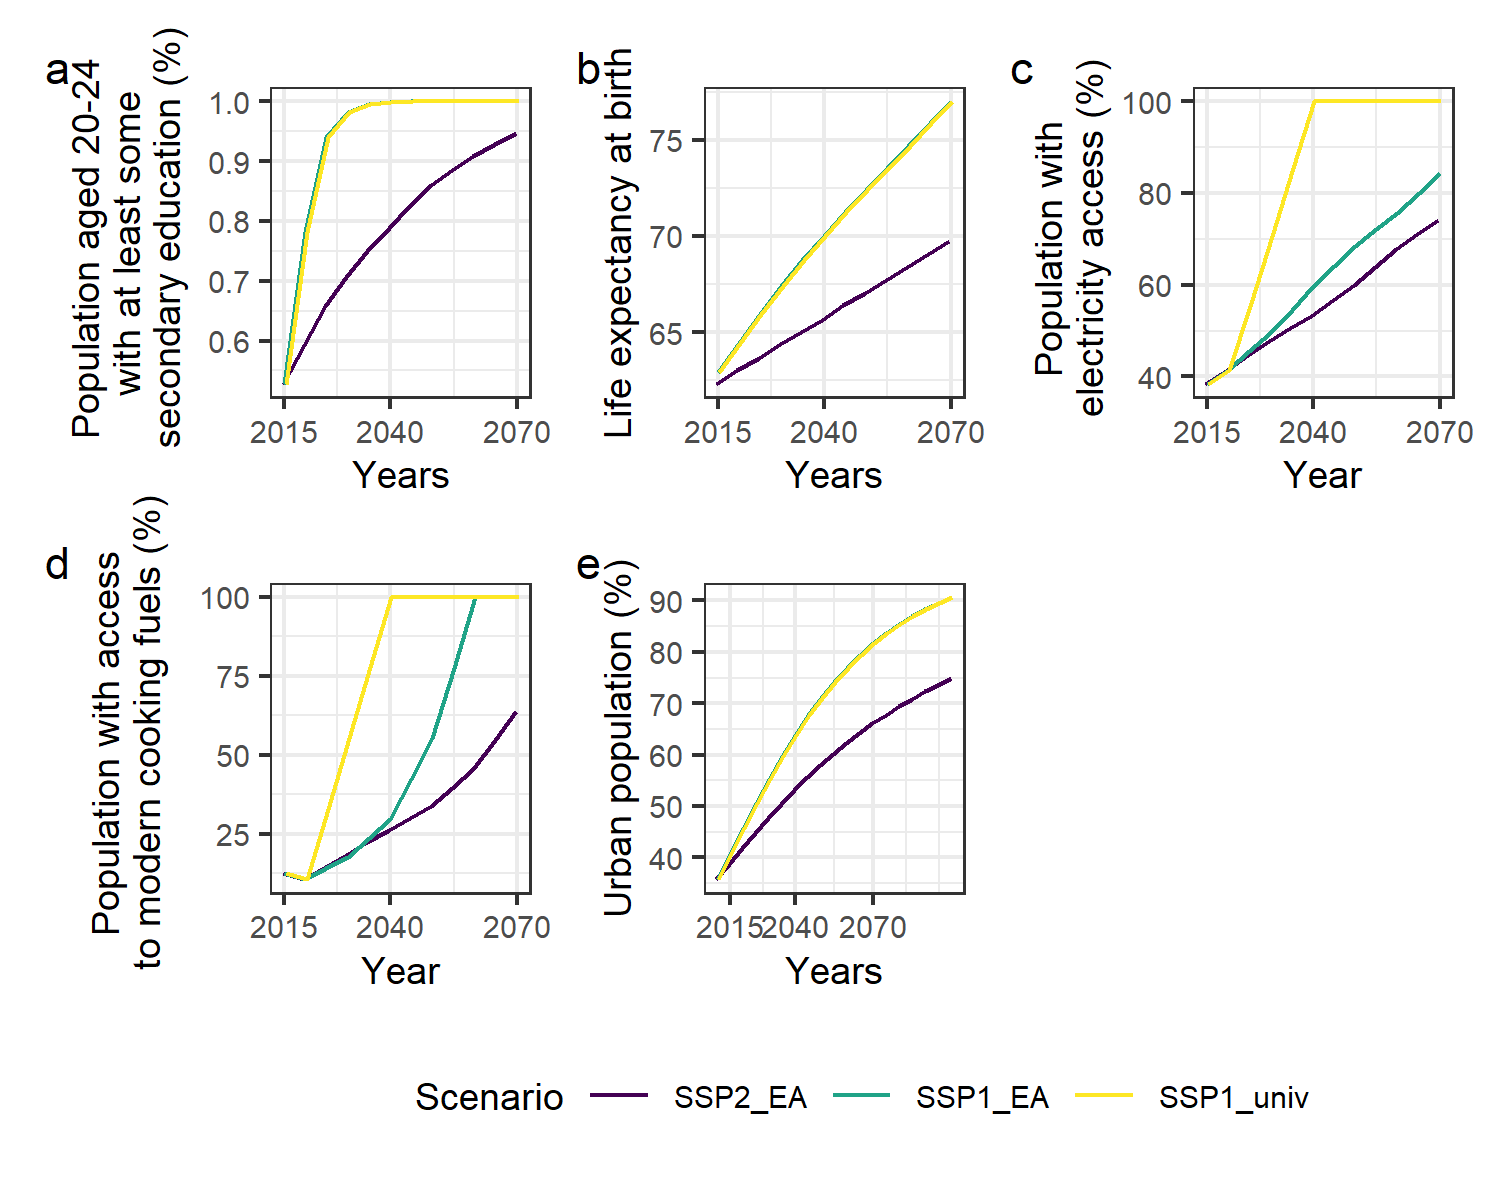 a
Population aged 20-24
with at least some
secondary education (%)
1.0
0.9
0.8
0.7
0.6
2015 2040 2070
Years
b
Life expectancy at birth
75
70
65
2015 2040 2070
Years
c
Population with
electricity access (%)
100
80
60
40
2015 2040 2070
Year
d
Population with access
to modern cooking fuels (%)
100
75
50
25
2015 2040 2070
Year
e
Urban population (%)
90
80
70
60
50
40
2015 2040 2070
Years
Scenario SSP2_EA SSP1_EA SSP1_univ